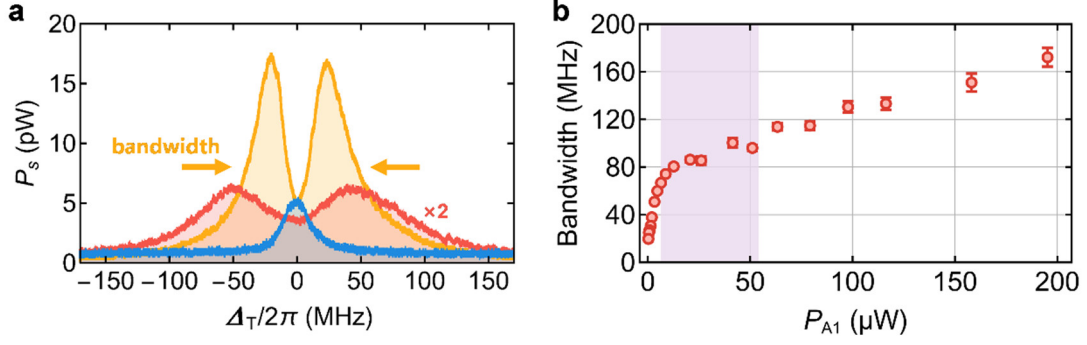 a
20
15
10
5
0
P_s (pW)
bandwidth
×2
−150 −100 −50 0 50 100 150
Δ_T/2π (MHz)
b
200
160
120
80
40
0
Bandwidth (MHz)
0 50 100 150 200
P_A1 (μW)